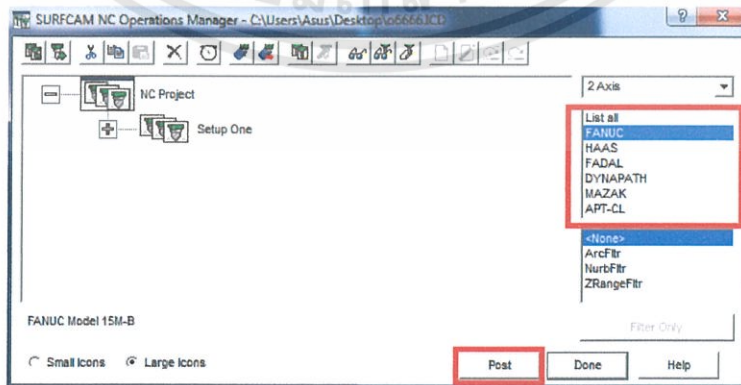 SURFCAM NC Operations Manager - C:\Users\Asus\Desktop\o6666.ICD
2 Axis
NC Project
Setup One
List all
FANUC
HAAS
FADAL
DYNAPATH
MAZAK
APT-CL
<None>
ArcFltr
NurbFltr
ZRangeFltr
FANUC Model 15M-B
Filter Only
Small Icons
Large Icons
Post
Done
Help